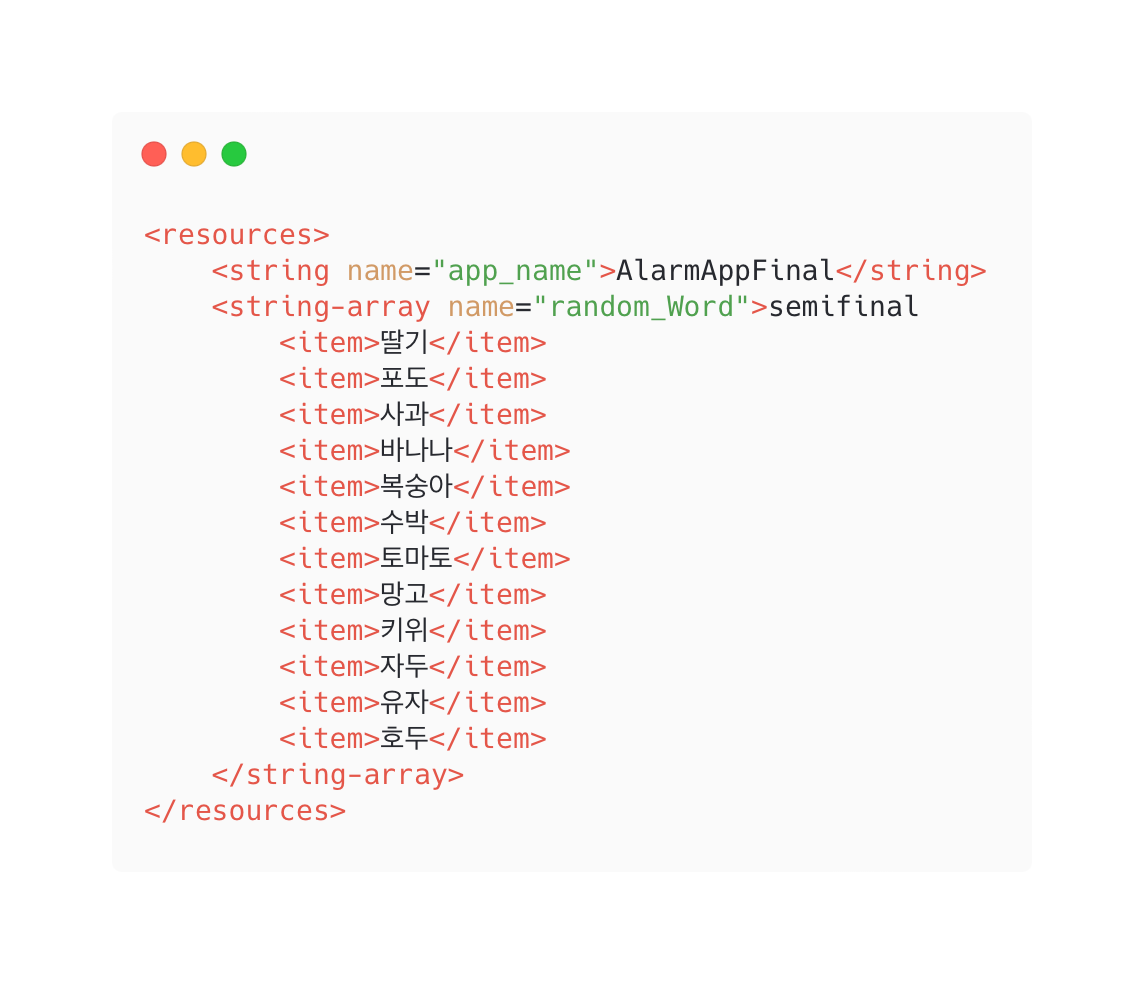 <resources>
    <string name="app_name">AlarmAppFinal</string>
    <string-array name="random_Word">semifinal
        <item>딸기</item>
        <item>포도</item>
        <item>사과</item>
        <item>바나나</item>
        <item>복숭아</item>
        <item>수박</item>
        <item>토마토</item>
        <item>망고</item>
        <item>키위</item>
        <item>자두</item>
        <item>유자</item>
        <item>호두</item>
    </string-array>
</resources>